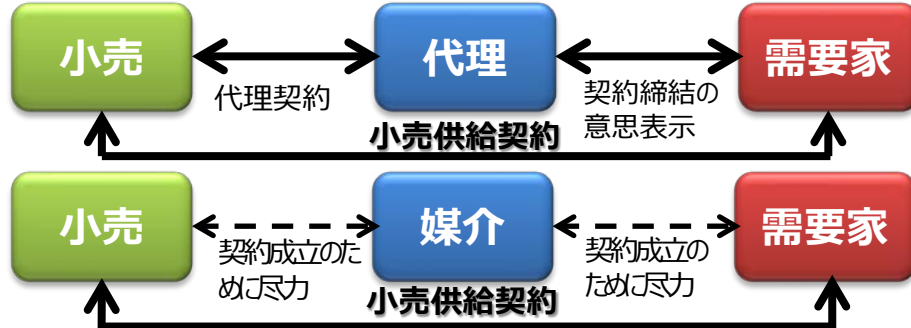 小売
代理
需要家
代理契約
契約締結の
意思表示
小売供給契約
小売
媒介
需要家
契約成立のた
めに尽力
契約成立の
ために尽力
小売供給契約